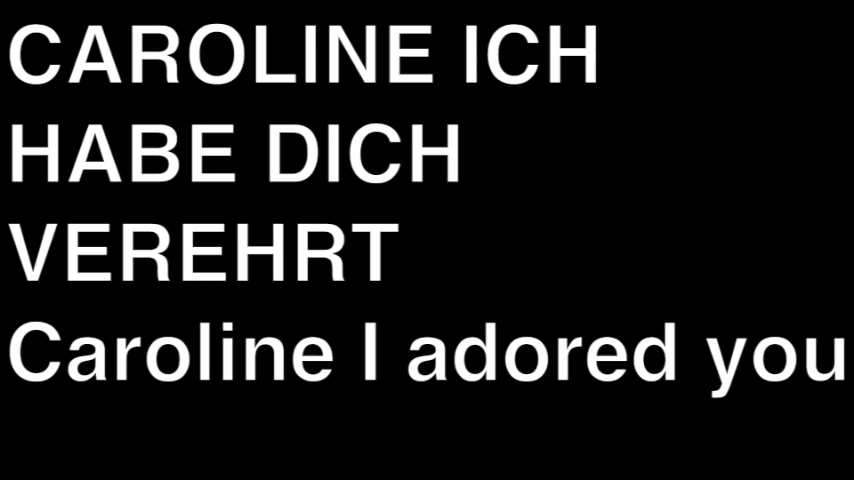 CAROLINE ICH
HABE DICH
VEREHRT
Caroline I adored you